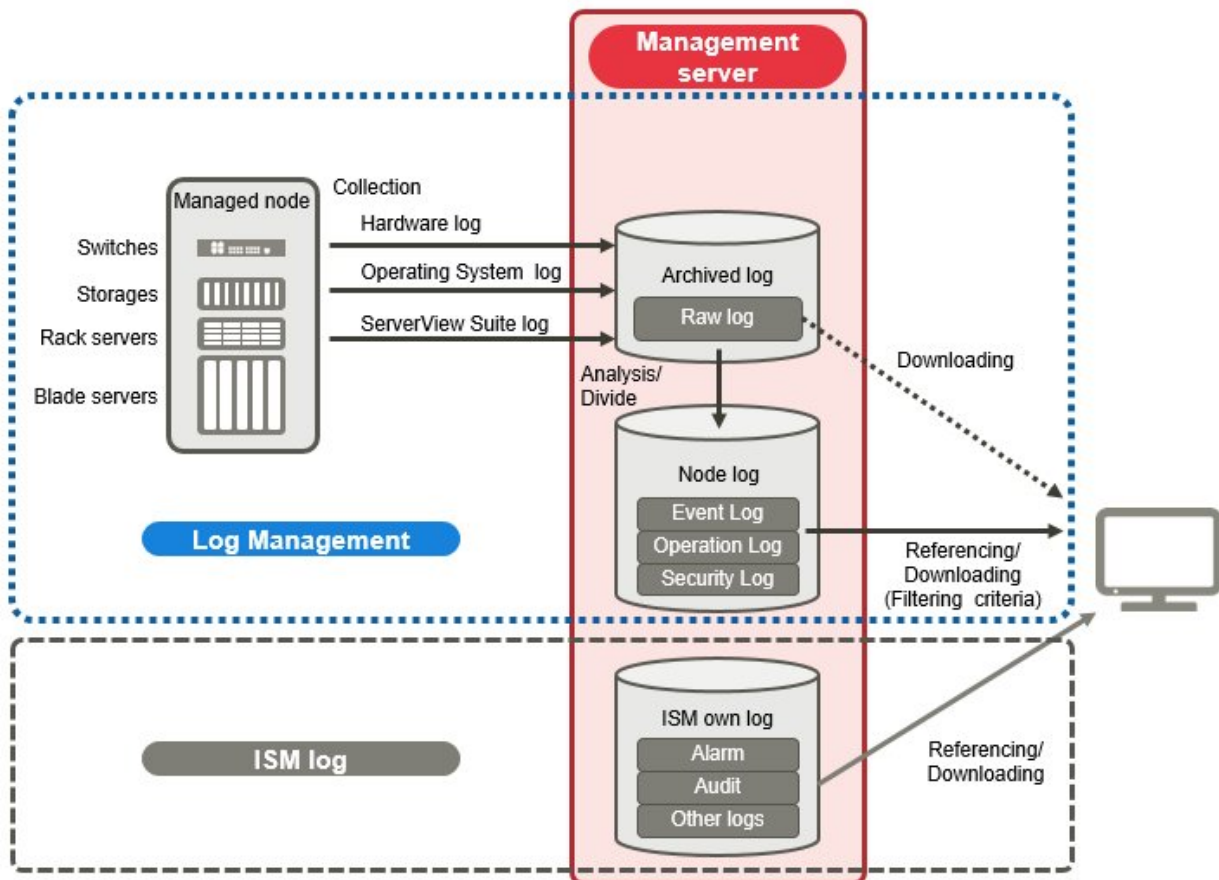 Management
server
Managed node
Collection
Hardware log
Switches
Operating System log
Storages
ServerView Suite log
Rack servers
Blade servers
Archived log
Raw log
Downloading
Analysis/
Divide
Node log
Event Log
Operation Log
Security Log
Log Management
Referencing/
Downloading
(Filtering criteria)
ISM own log
Alarm
Audit
Other logs
ISM log
Referencing/
Downloading